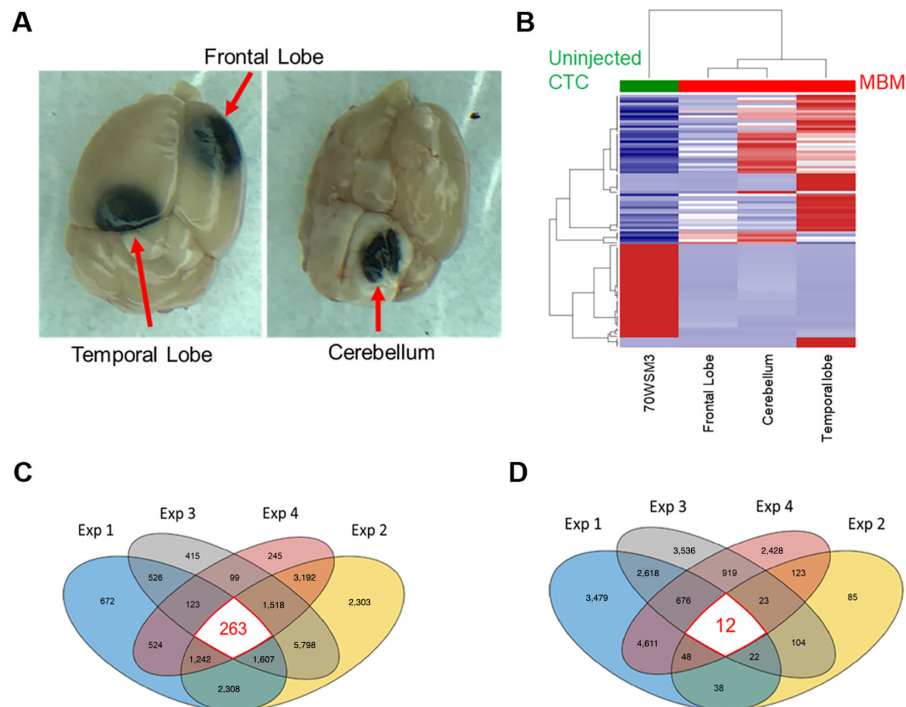 A
Frontal Lobe
Temporal Lobe
Cerebellum
B
Uninjected
CTC
MBM
70WSM3
Frontal Lobe
Cerebellum
Temporal lobe
C
Exp 1
Exp 3
Exp 4
Exp 2
415
245
526
99
3,192
672
123
1,518
2,303
263
524
5,798
1,242
1,607
2,308
D
Exp 1
Exp 3
Exp 4
Exp 2
3,536
2,428
2,618
919
123
3,479
676
23
85
12
4,611
104
48
22
38